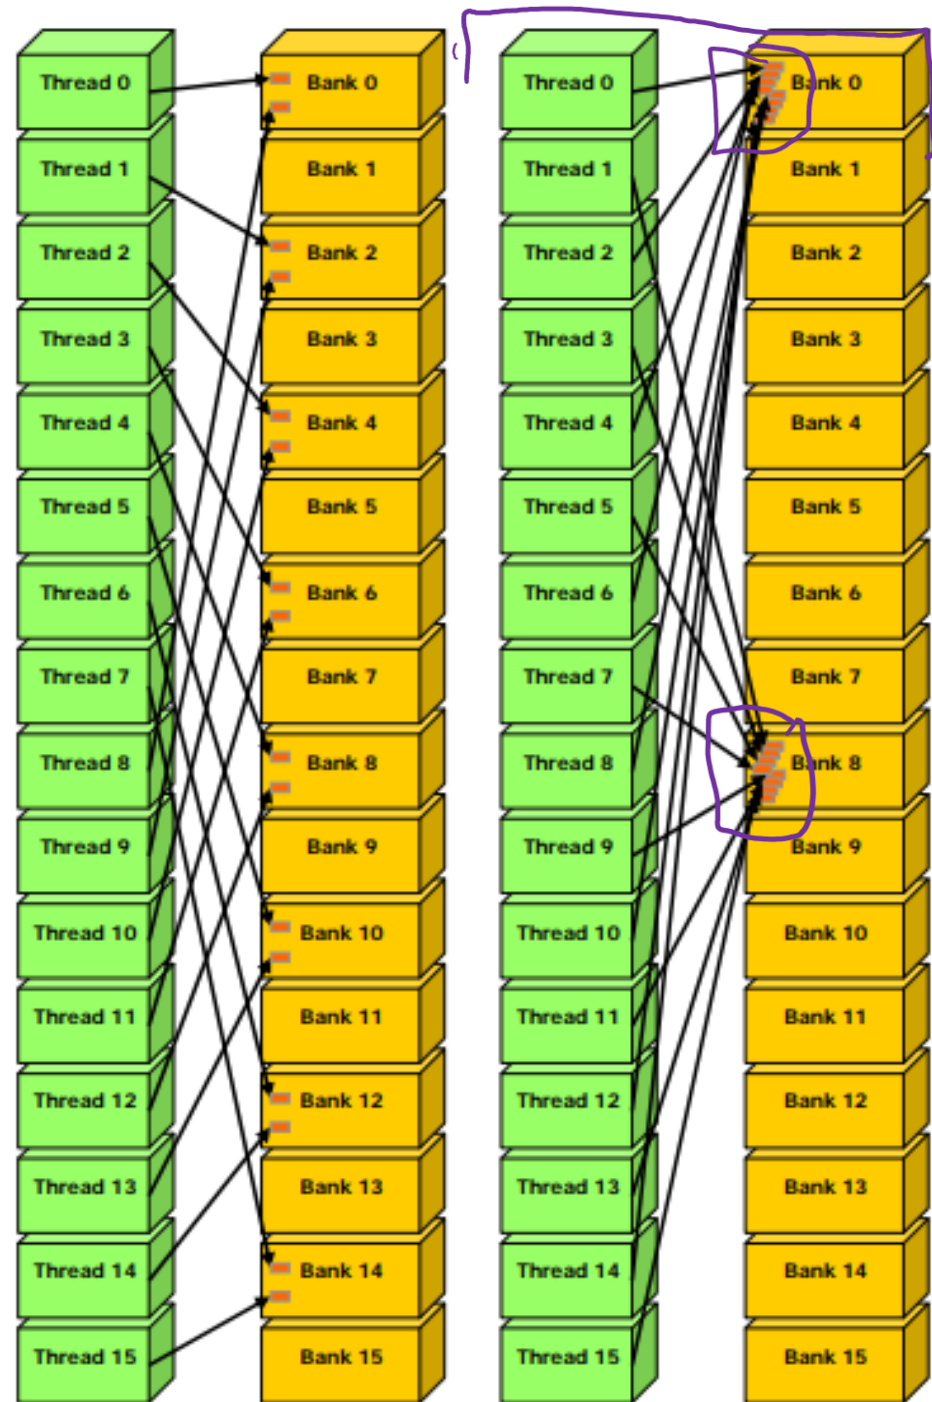 Thread 0 Bank 0 Thread 0 Bank 0
Thread 1 Bank 1 Thread 1 Bank 1
Thread 2 Bank 2 Thread 2 Bank 2
Thread 3 Bank 3 Thread 3 Bank 3
Thread 4 Bank 4 Thread 4 Bank 4
Thread 5 Bank 5 Thread 5 Bank 5
Thread 6 Bank 6 Thread 6 Bank 6
Thread 7 Bank 7 Thread 7 Bank 7
Thread 8 Bank 8 Thread 8 Bank 8
Thread 9 Bank 9 Thread 9 Bank 9
Thread 10 Bank 10 Thread 10 Bank 10
Thread 11 Bank 11 Thread 11 Bank 11
Thread 12 Bank 12 Thread 12 Bank 12
Thread 13 Bank 13 Thread 13 Bank 13
Thread 14 Bank 14 Thread 14 Bank 14
Thread 15 Bank 15 Thread 15 Bank 15